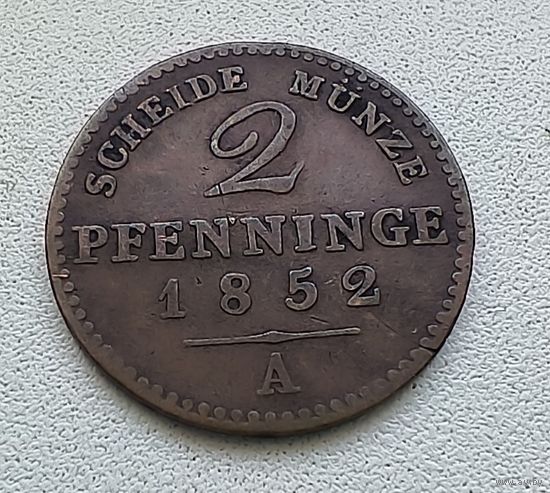 SCHEIDE MÜNZE
2
PFENNINGE
1852
A